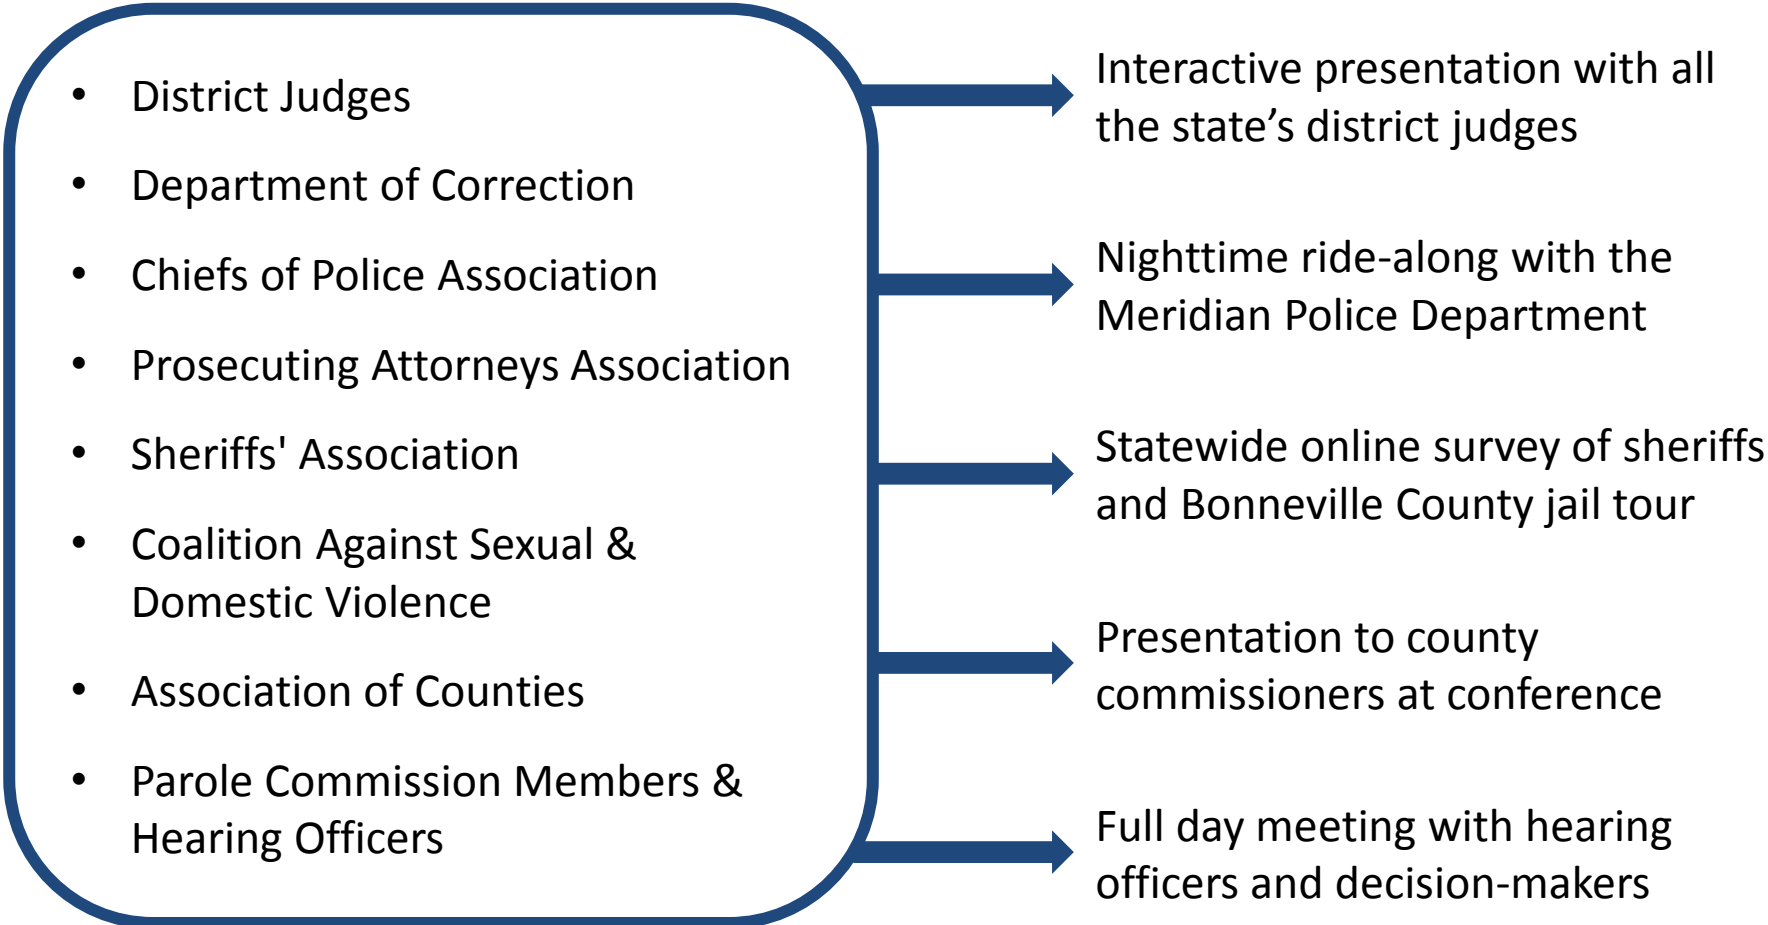 • District Judges
• Department of Correction
• Chiefs of Police Association
• Prosecuting Attorneys Association
• Sheriffs' Association
• Coalition Against Sexual &
Domestic Violence
• Association of Counties
• Parole Commission Members &
Hearing Officers
Interactive presentation with all
the state’s district judges
Nighttime ride-along with the
Meridian Police Department
Statewide online survey of sheriffs
and Bonneville County jail tour
Presentation to county
commissioners at conference
Full day meeting with hearing
officers and decision-makers